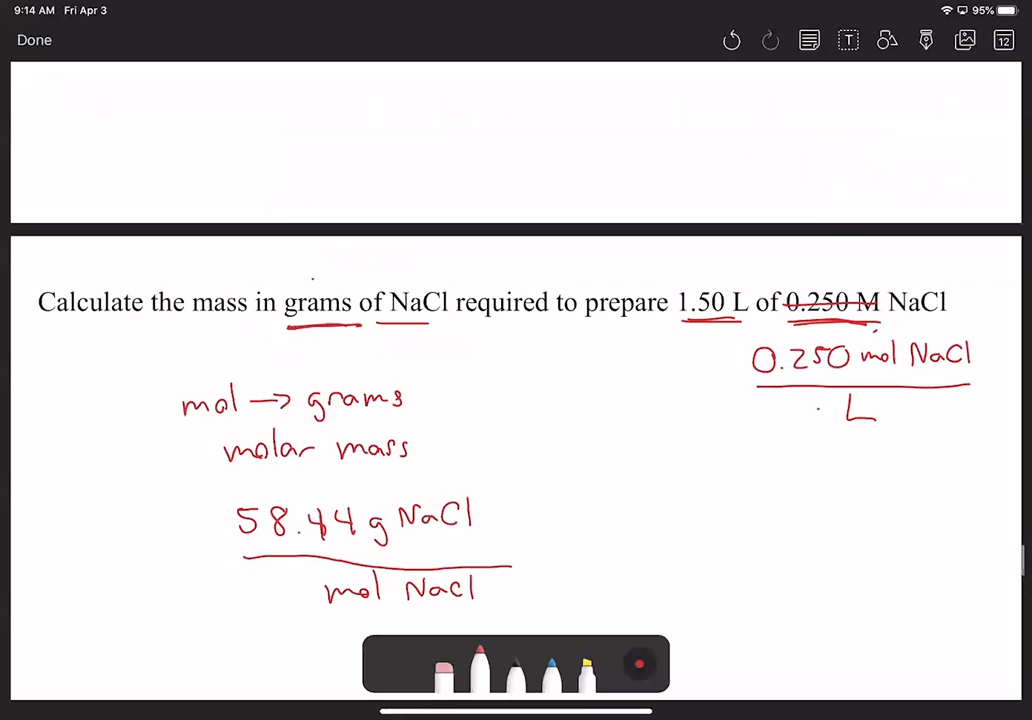 9:14 AM Fri Apr 3
95%
Done
T
12
Calculate the mass in grams of NaCl required to prepare 1.50 L of 0.250 M NaCl
0.250 mol NaCl
L
mol → grams
molar mass
58.44 g NaCl
mol NaCl